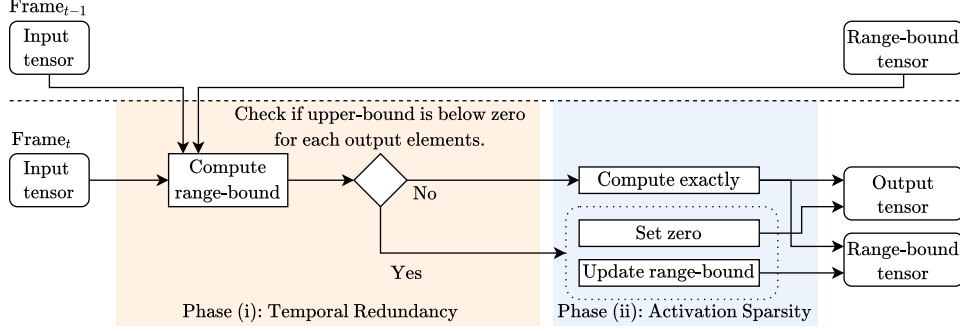 Frame_{t−1}
Input
tensor
Range-bound
tensor
Check if upper-bound is below zero
for each output elements.
Frame_t
Input
tensor
Compute
range-bound
No
Yes
Compute exactly
Set zero
Update range-bound
Output
tensor
Range-bound
tensor
Phase (i): Temporal Redundancy
Phase (ii): Activation Sparsity